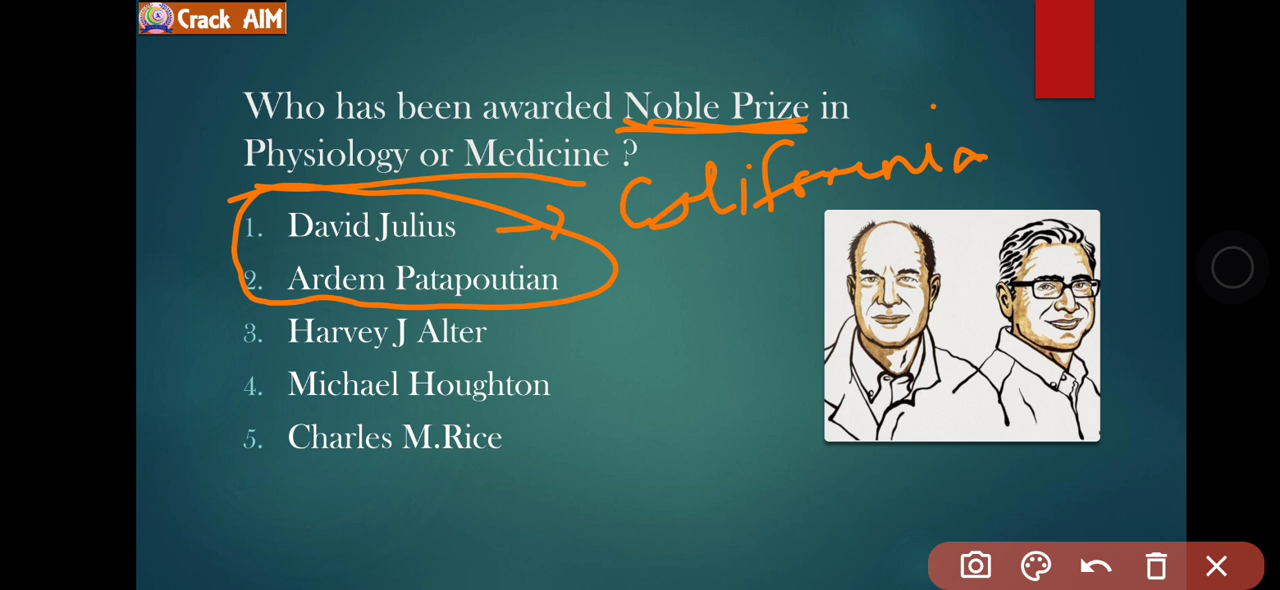 Crack AIM
Who has been awarded Noble Prize in
Physiology or Medicine ?
California
1. David Julius
2. Ardem Patapoutian
3. Harvey J Alter
4. Michael Houghton
5. Charles M.Rice